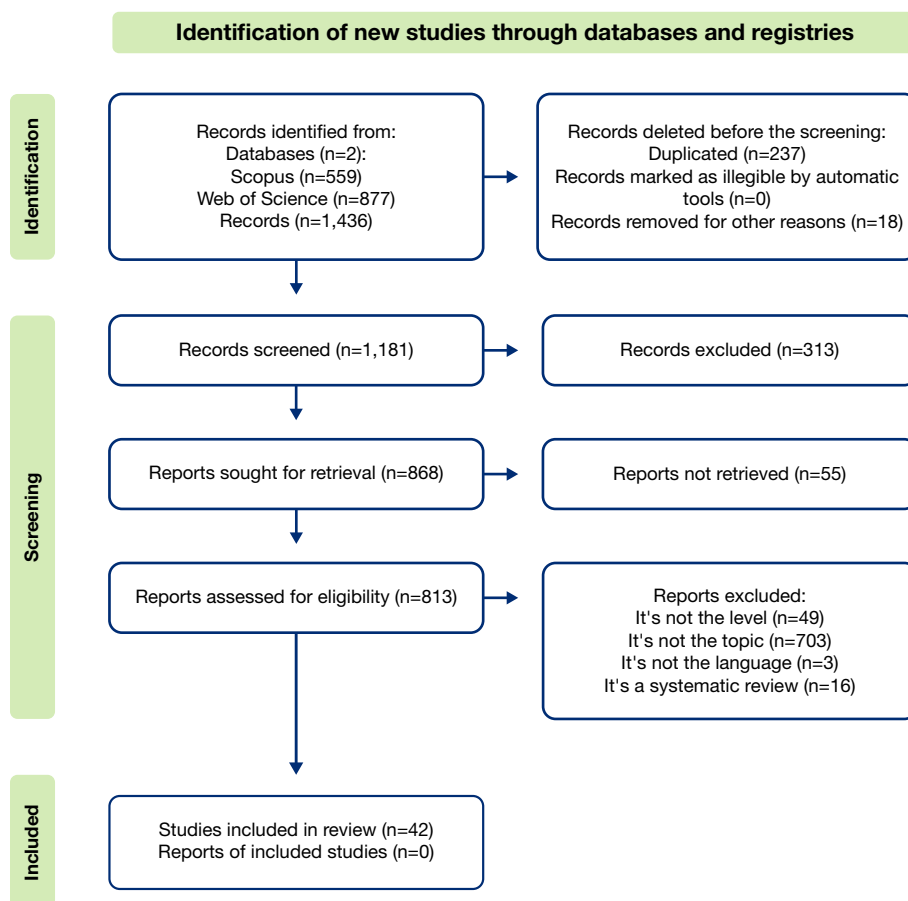 Identification of new studies through databases and registries
Identification
Records identified from:
Databases (n=2):
Scopus (n=559)
Web of Science (n=877)
Records (n=1,436)
Records deleted before the screening:
Duplicated (n=237)
Records marked as illegible by automatic
tools (n=0)
Records removed for other reasons (n=18)
Screening
Records screened (n=1,181)
Records excluded (n=313)
Reports sought for retrieval (n=868)
Reports not retrieved (n=55)
Reports assessed for eligibility (n=813)
Reports excluded:
It's not the level (n=49)
It's not the topic (n=703)
It's not the language (n=3)
It's a systematic review (n=16)
Included
Studies included in review (n=42)
Reports of included studies (n=0)